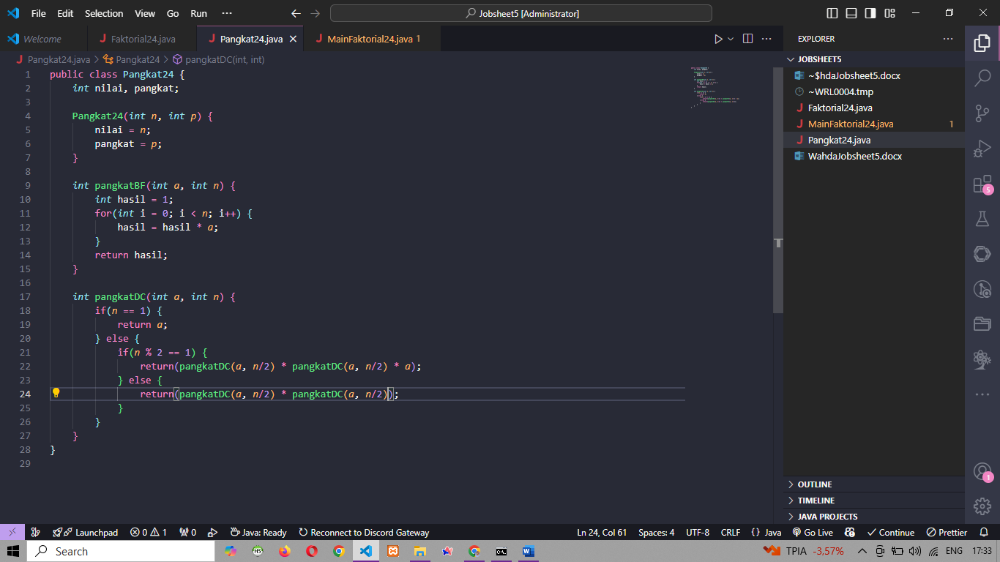 File Edit Selection View Go Run ··· Jobsheet5 [Administrator]
Welcome Faktorial24.java Pangkat24.java MainFaktorial24.java 1
Pangkat24.java > Pangkat24 > pangkatDC(int, int)
1 public class Pangkat24 {
2 int nilai, pangkat;
3
4 Pangkat24(int n, int p) {
5 nilai = n;
6 pangkat = p;
7 }
8
9 int pangkatBF(int a, int n) {
10 int hasil = 1;
11 for(int i = 0; i < n; i++) {
12 hasil = hasil * a;
13 }
14 return hasil;
15 }
16
17 int pangkatDC(int a, int n) {
18 if(n == 1) {
19 return a;
20 } else {
21 if(n % 2 == 1) {
22 return(pangkatDC(a, n/2) * pangkatDC(a, n/2) * a);
23 } else {
24 return(pangkatDC(a, n/2) * pangkatDC(a, n/2));
25 }
26 }
27 }
28 }
29
EXPLORER ···
JOBSHEET5
~$hdaJobsheet5.docx
~WRL0004.tmp
Faktorial24.java
MainFaktorial24.java 1
Pangkat24.java
WahdaJobsheet5.docx
OUTLINE
TIMELINE
JAVA PROJECTS
5
1
Launchpad 0 1 0 Java: Ready Reconnect to Discord Gateway Ln 24, Col 61 Spaces: 4 UTF-8 CRLF {} Java Go Live Continue Prettier
Search TPIA -3,57% ENG 17:33